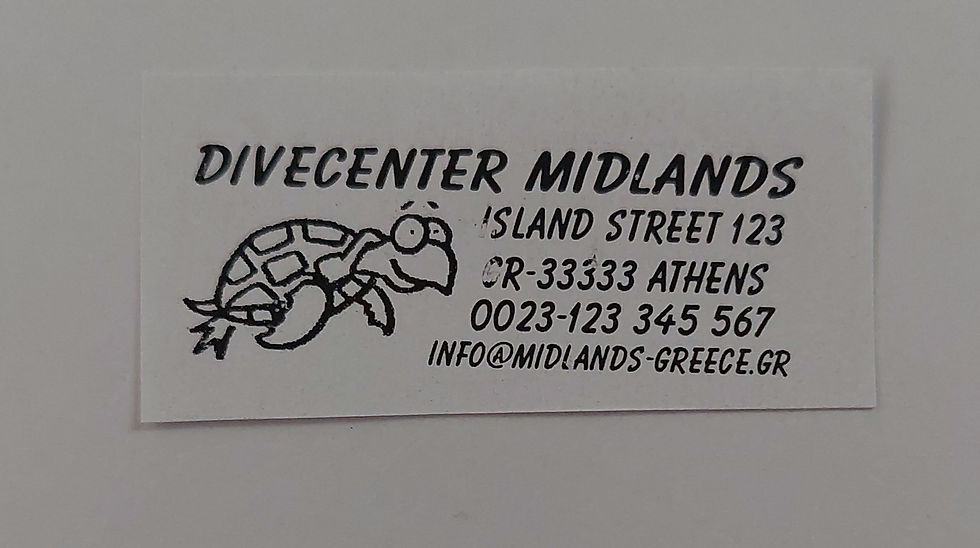 DIVECENTER MIDLANDS
ISLAND STREET 123
GR-33333 ATHENS
0023-123 345 567
INFO@MIDLANDS-GREECE.GR